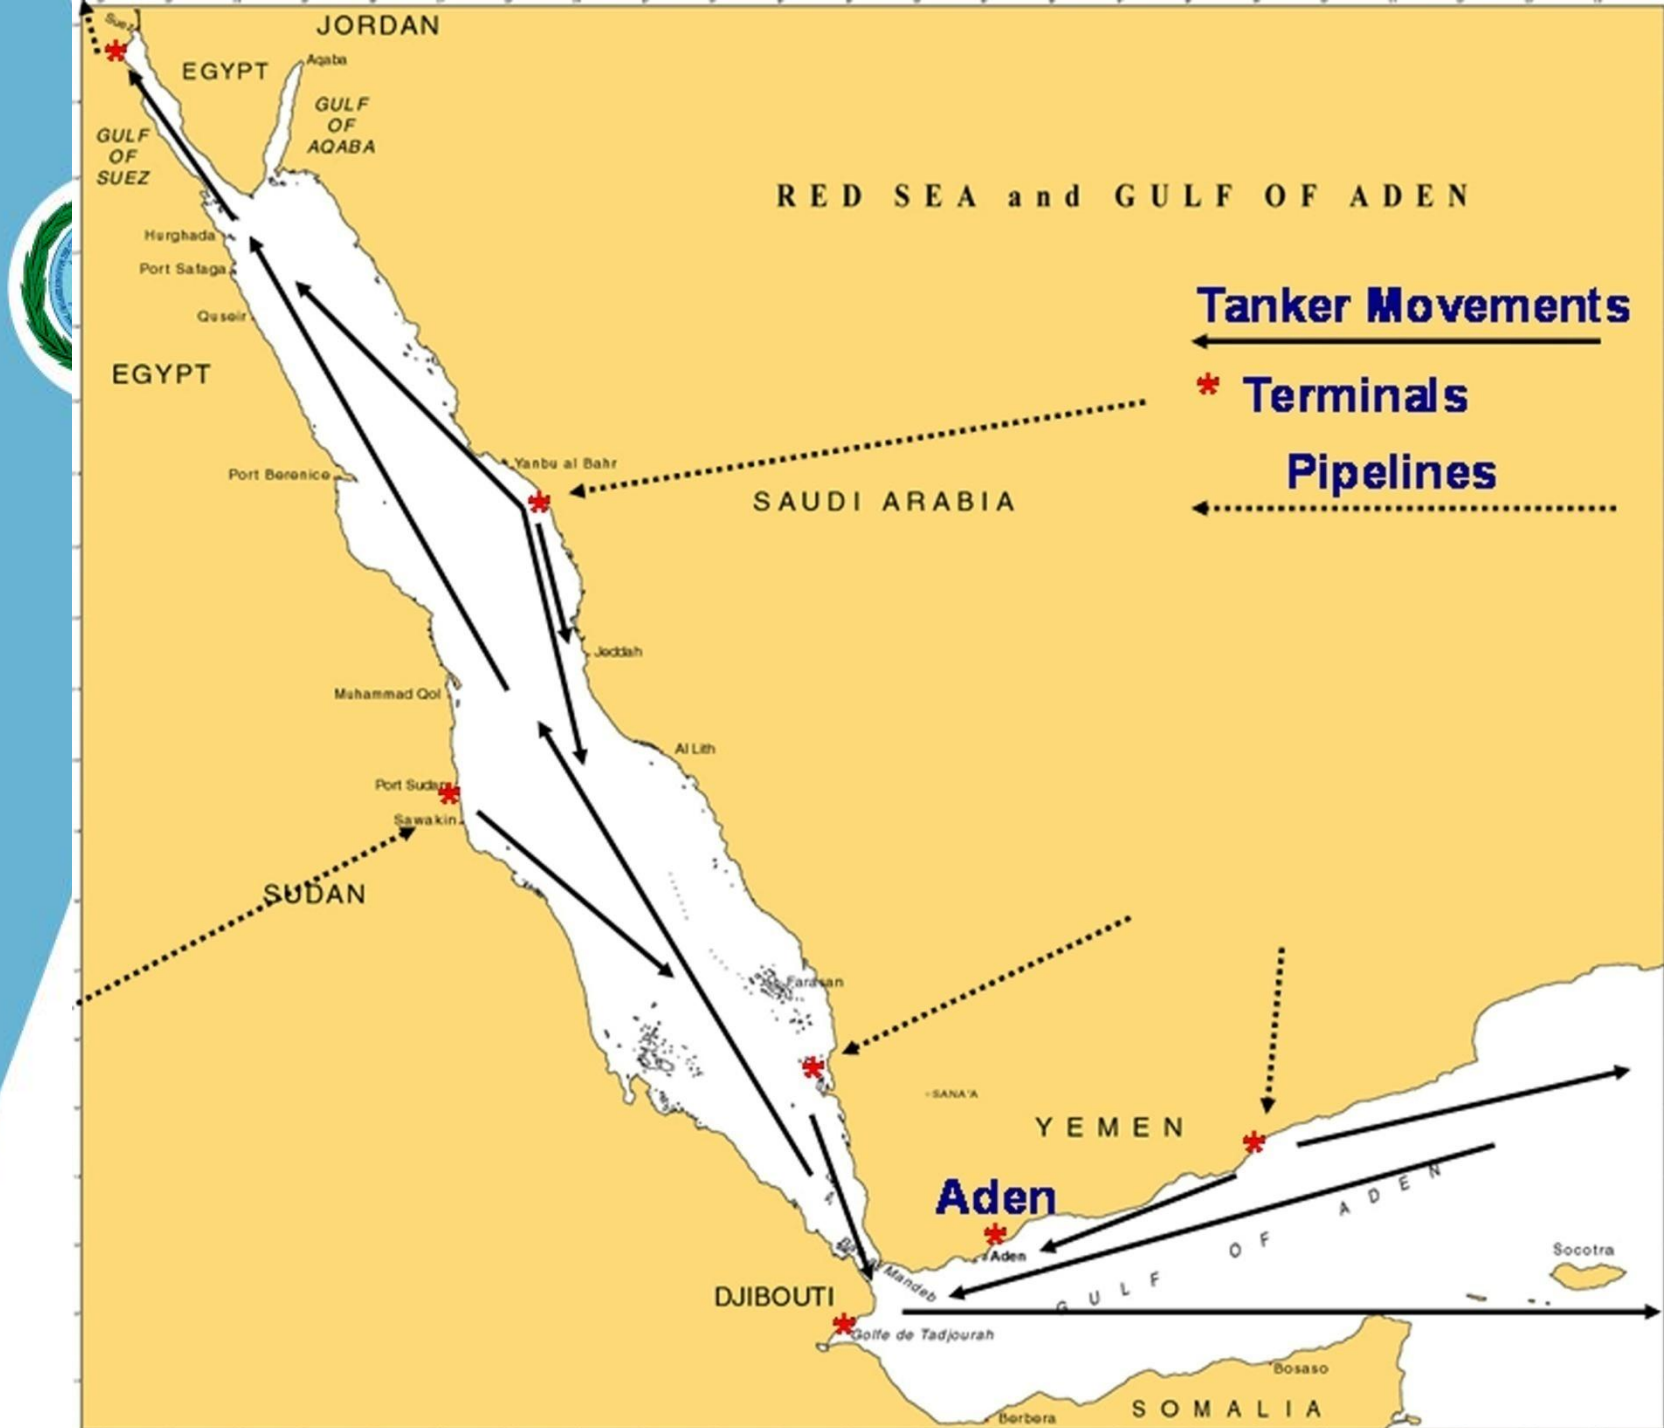 Suez
JORDAN
EGYPT
Aqaba
GULF
OF
AQABA
GULF
OF
SUEZ
RED SEA and GULF OF ADEN
Hurghada
Port Safaga
Quseir
EGYPT
Tanker Movements
* Terminals
Pipelines
Port Berenice
Yanbu al Bahr
SAUDI ARABIA
Jeddah
Muhammad Qol
Al Lith
Port Sudan
Sawakin
SUDAN
Farasan
SANA'A
YEMEN
Aden
Aden
Mandeb
GULF OF ADEN
Socotra
DJIBOUTI
Golfe de Tadjourah
Bosaso
SOMALIA
Berbera